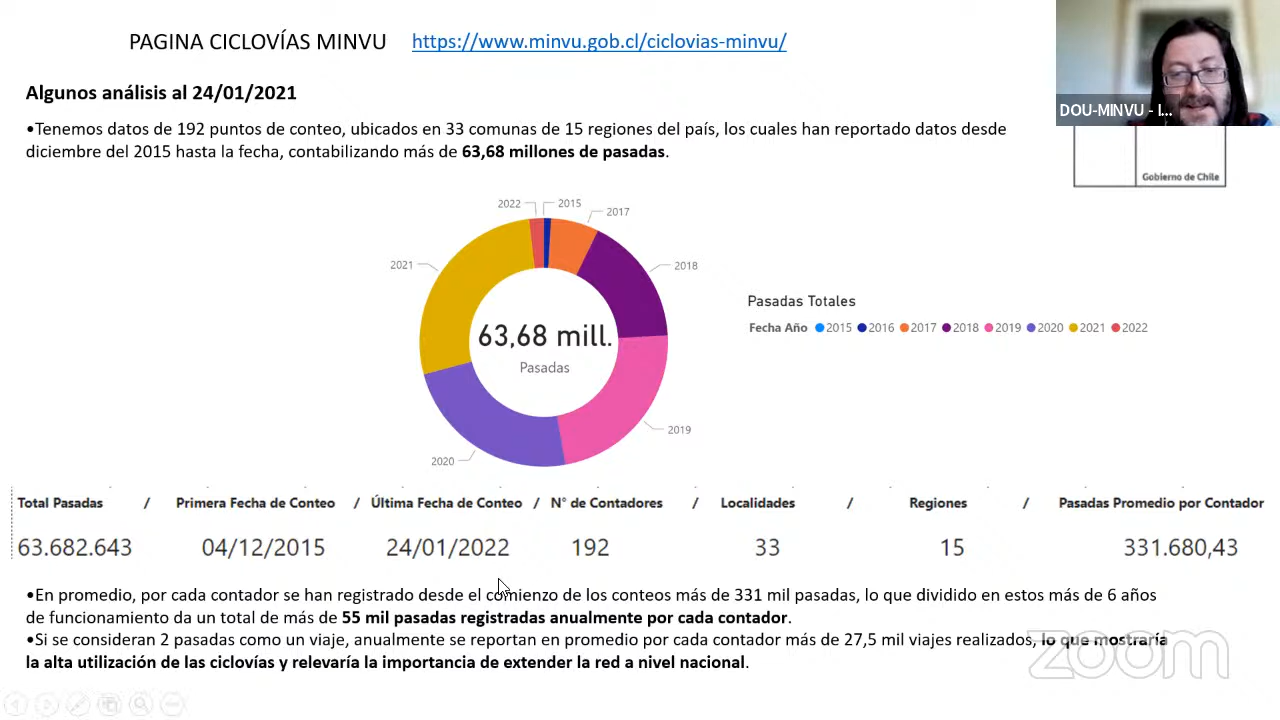 PAGINA CICLOVÍAS MINVU https://www.minvu.gob.cl/ciclovias-minvu/
DOU-MINVU - I...
Gobierno de Chile
Algunos análisis al 24/01/2021
•Tenemos datos de 192 puntos de conteo, ubicados en 33 comunas de 15 regiones del país, los cuales han reportado datos desde
diciembre del 2015 hasta la fecha, contabilizando más de 63,68 millones de pasadas.
2022 2015
2017
2021 2018
63,68 mill.
Pasadas
2019
2020
Pasadas Totales
Fecha Año 2015 2016 2017 2018 2019 2020 2021 2022
Total Pasadas / Primera Fecha de Conteo / Última Fecha de Conteo / N° de Contadores / Localidades / Regiones / Pasadas Promedio por Contador
63.682.643 04/12/2015 24/01/2022 192 33 15 331.680,43
•En promedio, por cada contador se han registrado desde el comienzo de los conteos más de 331 mil pasadas, lo que dividido en estos más de 6 años
de funcionamiento da un total de más de 55 mil pasadas registradas anualmente por cada contador.
•Si se consideran 2 pasadas como un viaje, anualmente se reportan en promedio por cada contador más de 27,5 mil viajes realizados, lo que mostraría
la alta utilización de las ciclovías y relevaría la importancia de extender la red a nivel nacional.
zoom